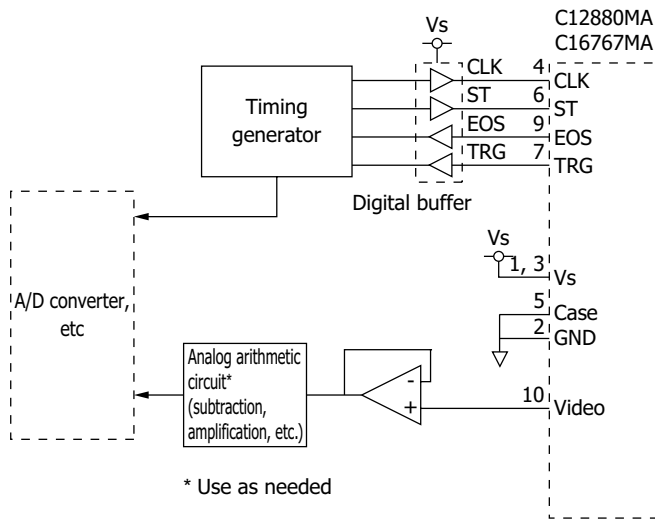 C12880MA
C16767MA
Vs
CLK 4 CLK
ST 6 ST
EOS 9 EOS
TRG 7 TRG
Timing
generator
Digital buffer
Vs
1, 3 Vs
A/D converter,
etc
5 Case
2 GND
Analog arithmetic
circuit*
(subtraction,
amplification, etc.)
-
+
10 Video
* Use as needed